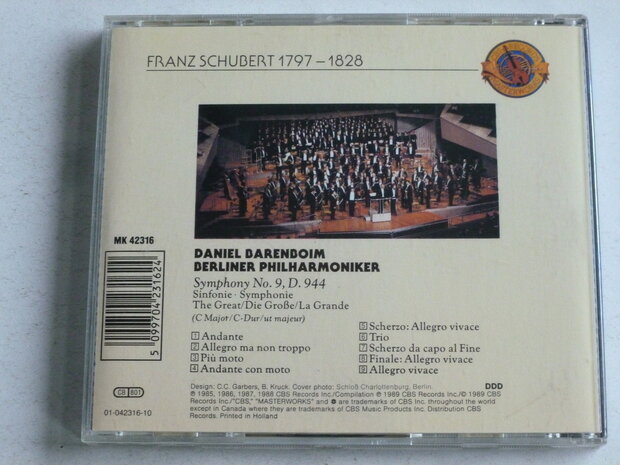 FRANZ SCHUBERT 1797 – 1828
MASTERWORKS
MK 42316
5 099704 231624
DANIEL BARENBOIM
BERLINER PHILHARMONIKER
Symphony No. 9, D. 944
Sinfonie · Symphonie
The Great/Die Große/La Grande
(C Major/C-Dur/ut majeur)
1 Andante
2 Allegro ma non troppo
3 Più moto
4 Andante con moto
5 Scherzo: Allegro vivace
6 Trio
7 Scherzo da capo al Fine
8 Finale: Allegro vivace
9 Allegro vivace
CB 801
01-042316-10
Design: C.C. Garbers, B. Kruck. Cover photo: Schloß Charlottenburg, Berlin. DDD
℗ 1985, 1986, 1987, 1988 CBS Records Inc./Compilation ℗ 1989 CBS Records Inc./© 1989 CBS
Records Inc./"CBS," "MASTERWORKS" and are trademarks of CBS Inc. throughout the world
except in Canada where they are trademarks of CBS Music Products Inc. Distribution CBS
Records. Printed in Holland